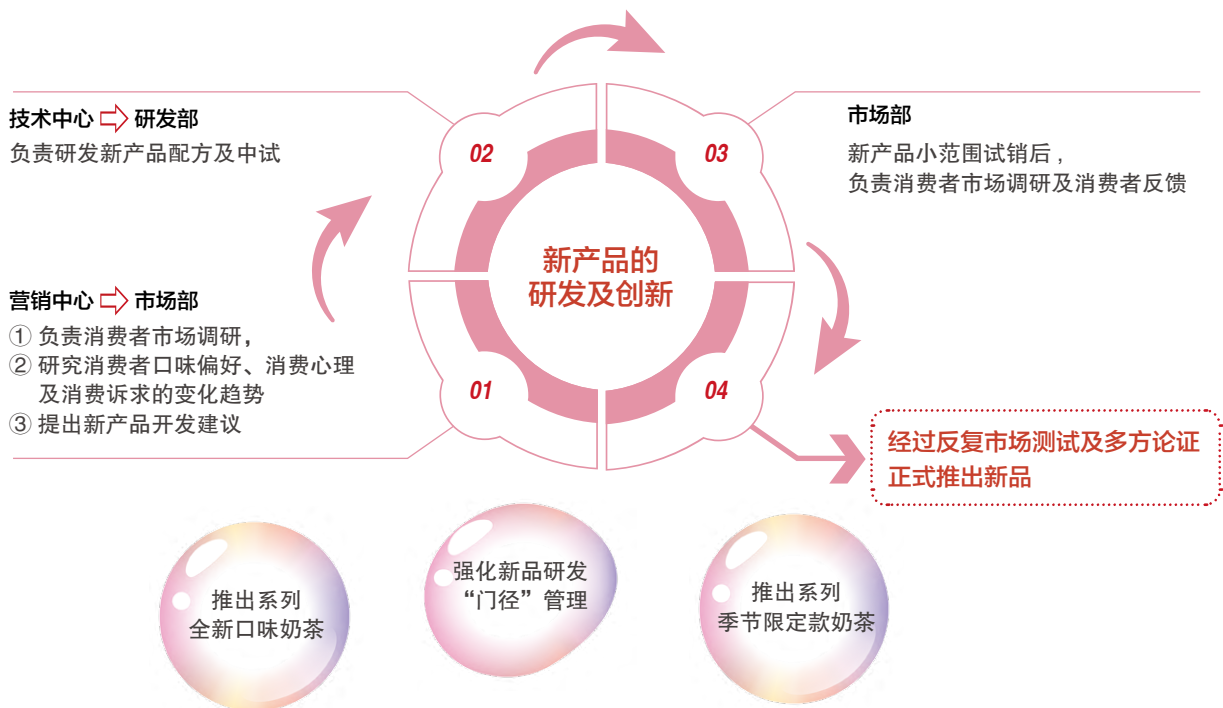 技术中心 研发部
负责研发新产品配方及中试
02
03
市场部
新产品小范围试销后，
负责消费者市场调研及消费者反馈
新产品的
研发及创新
营销中心 市场部
① 负责消费者市场调研，
② 研究消费者口味偏好、消费心理
及消费诉求的变化趋势
③ 提出新产品开发建议
01
04
经过反复市场测试及多方论证
正式推出新品
推出系列
全新口味奶茶
强化新品研发
“门径”管理
推出系列
季节限定款奶茶